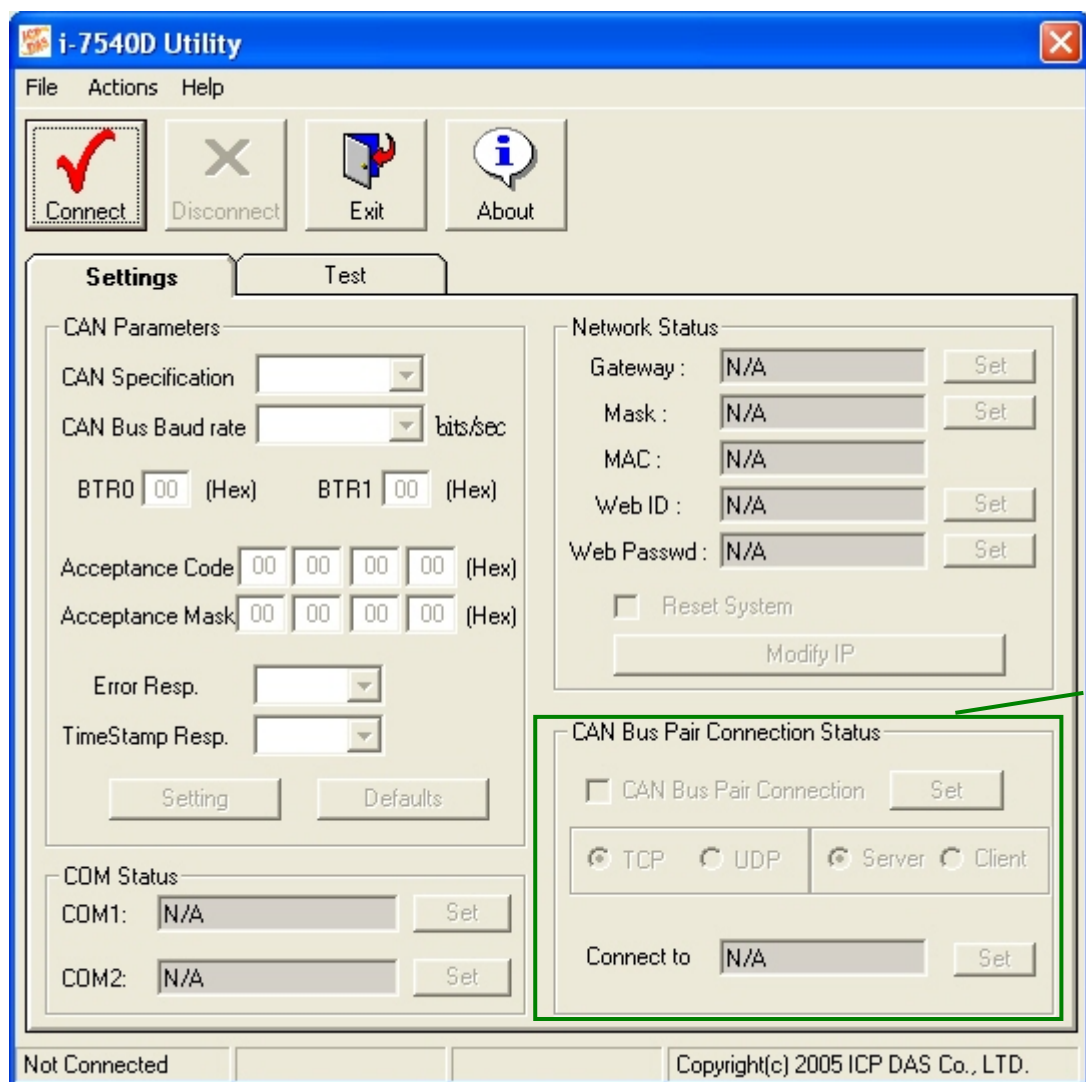 ICP DAS i-7540D Utility
File Actions Help
Connect Disconnect Exit About
Settings Test
CAN Parameters
CAN Specification
CAN Bus Baud rate bits/sec
BTR0 00 (Hex) BTR1 00 (Hex)
Acceptance Code 00 00 00 00 (Hex)
Acceptance Mask 00 00 00 00 (Hex)
Error Resp.
TimeStamp Resp.
Setting Defaults
COM Status
COM1: N/A Set
COM2: N/A Set
Network Status
Gateway : N/A Set
Mask : N/A Set
MAC : N/A
Web ID : N/A Set
Web Passwd : N/A Set
Reset System
Modify IP
CAN Bus Pair Connection Status
CAN Bus Pair Connection Set
TCP UDP Server Client
Connect to N/A Set
Not Connected Copyright(c) 2005 ICP DAS Co., LTD.